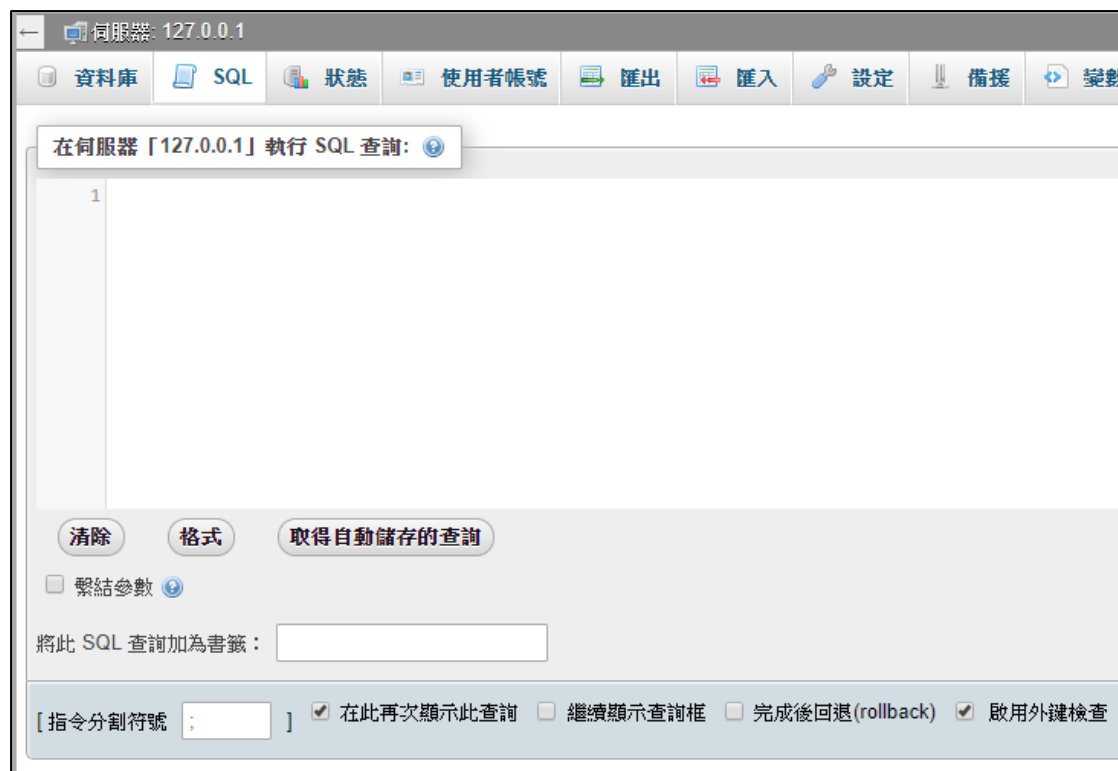 ← 伺服器: 127.0.0.1
資料庫 SQL 狀態 使用者帳號 匯出 匯入 設定 備援 變數
在伺服器「127.0.0.1」執行 SQL 查詢:
1
清除 格式 取得自動儲存的查詢
繫結參數
將此 SQL 查詢加為書籤：
[ 指令分割符號 ; ] 在此再次顯示此查詢 繼續顯示查詢框 完成後回退(rollback) 啟用外鍵檢查